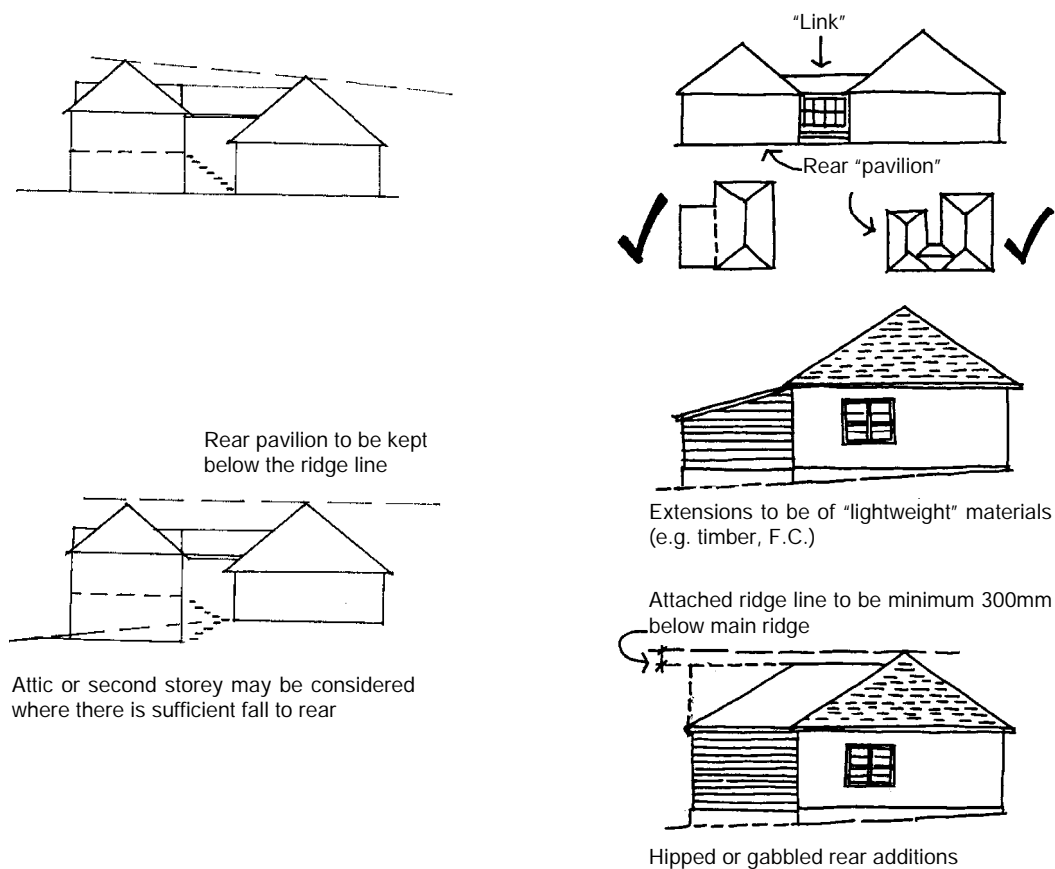 Rear pavilion to be kept
below the ridge line
Attic or second storey may be considered
where there is sufficient fall to rear
“Link”
Rear “pavilion”
Extensions to be of “lightweight” materials
(e.g. timber, F.C.)
Attached ridge line to be minimum 300mm
below main ridge
Hipped or gabbled rear additions